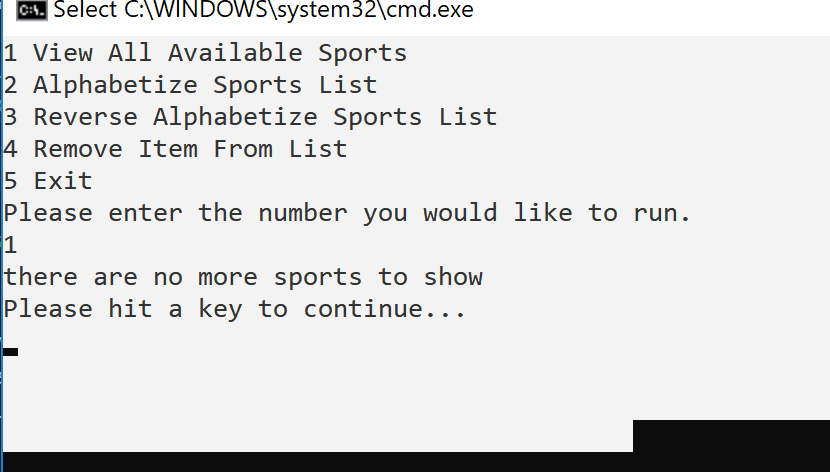 Select C:\WINDOWS\system32\cmd.exe
1 View All Available Sports
2 Alphabetize Sports List
3 Reverse Alphabetize Sports List
4 Remove Item From List
5 Exit
Please enter the number you would like to run.
1
there are no more sports to show
Please hit a key to continue...